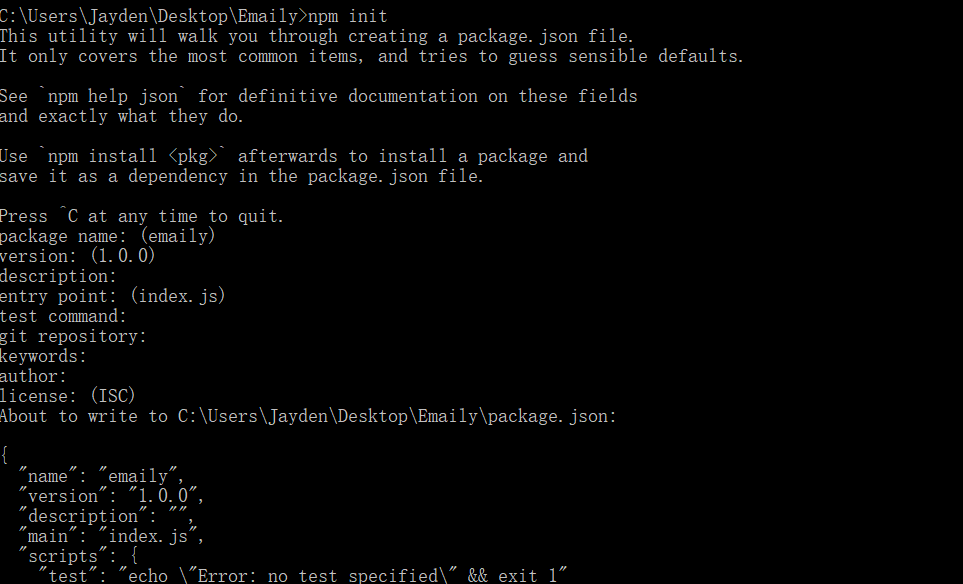 C:\Users\Jayden\Desktop\Emaily>npm init
This utility will walk you through creating a package.json file.
It only covers the most common items, and tries to guess sensible defaults.
See `npm help json` for definitive documentation on these fields
and exactly what they do.
Use `npm install <pkg>` afterwards to install a package and
save it as a dependency in the package.json file.
Press ^C at any time to quit.
package name: (emaily)
version: (1.0.0)
description:
entry point: (index.js)
test command:
git repository:
keywords:
author:
license: (ISC)
About to write to C:\Users\Jayden\Desktop\Emaily\package.json:
{
  "name": "emaily",
  "version": "1.0.0",
  "description": "",
  "main": "index.js",
  "scripts": {
    "test": "echo \"Error: no test specified\" && exit 1"